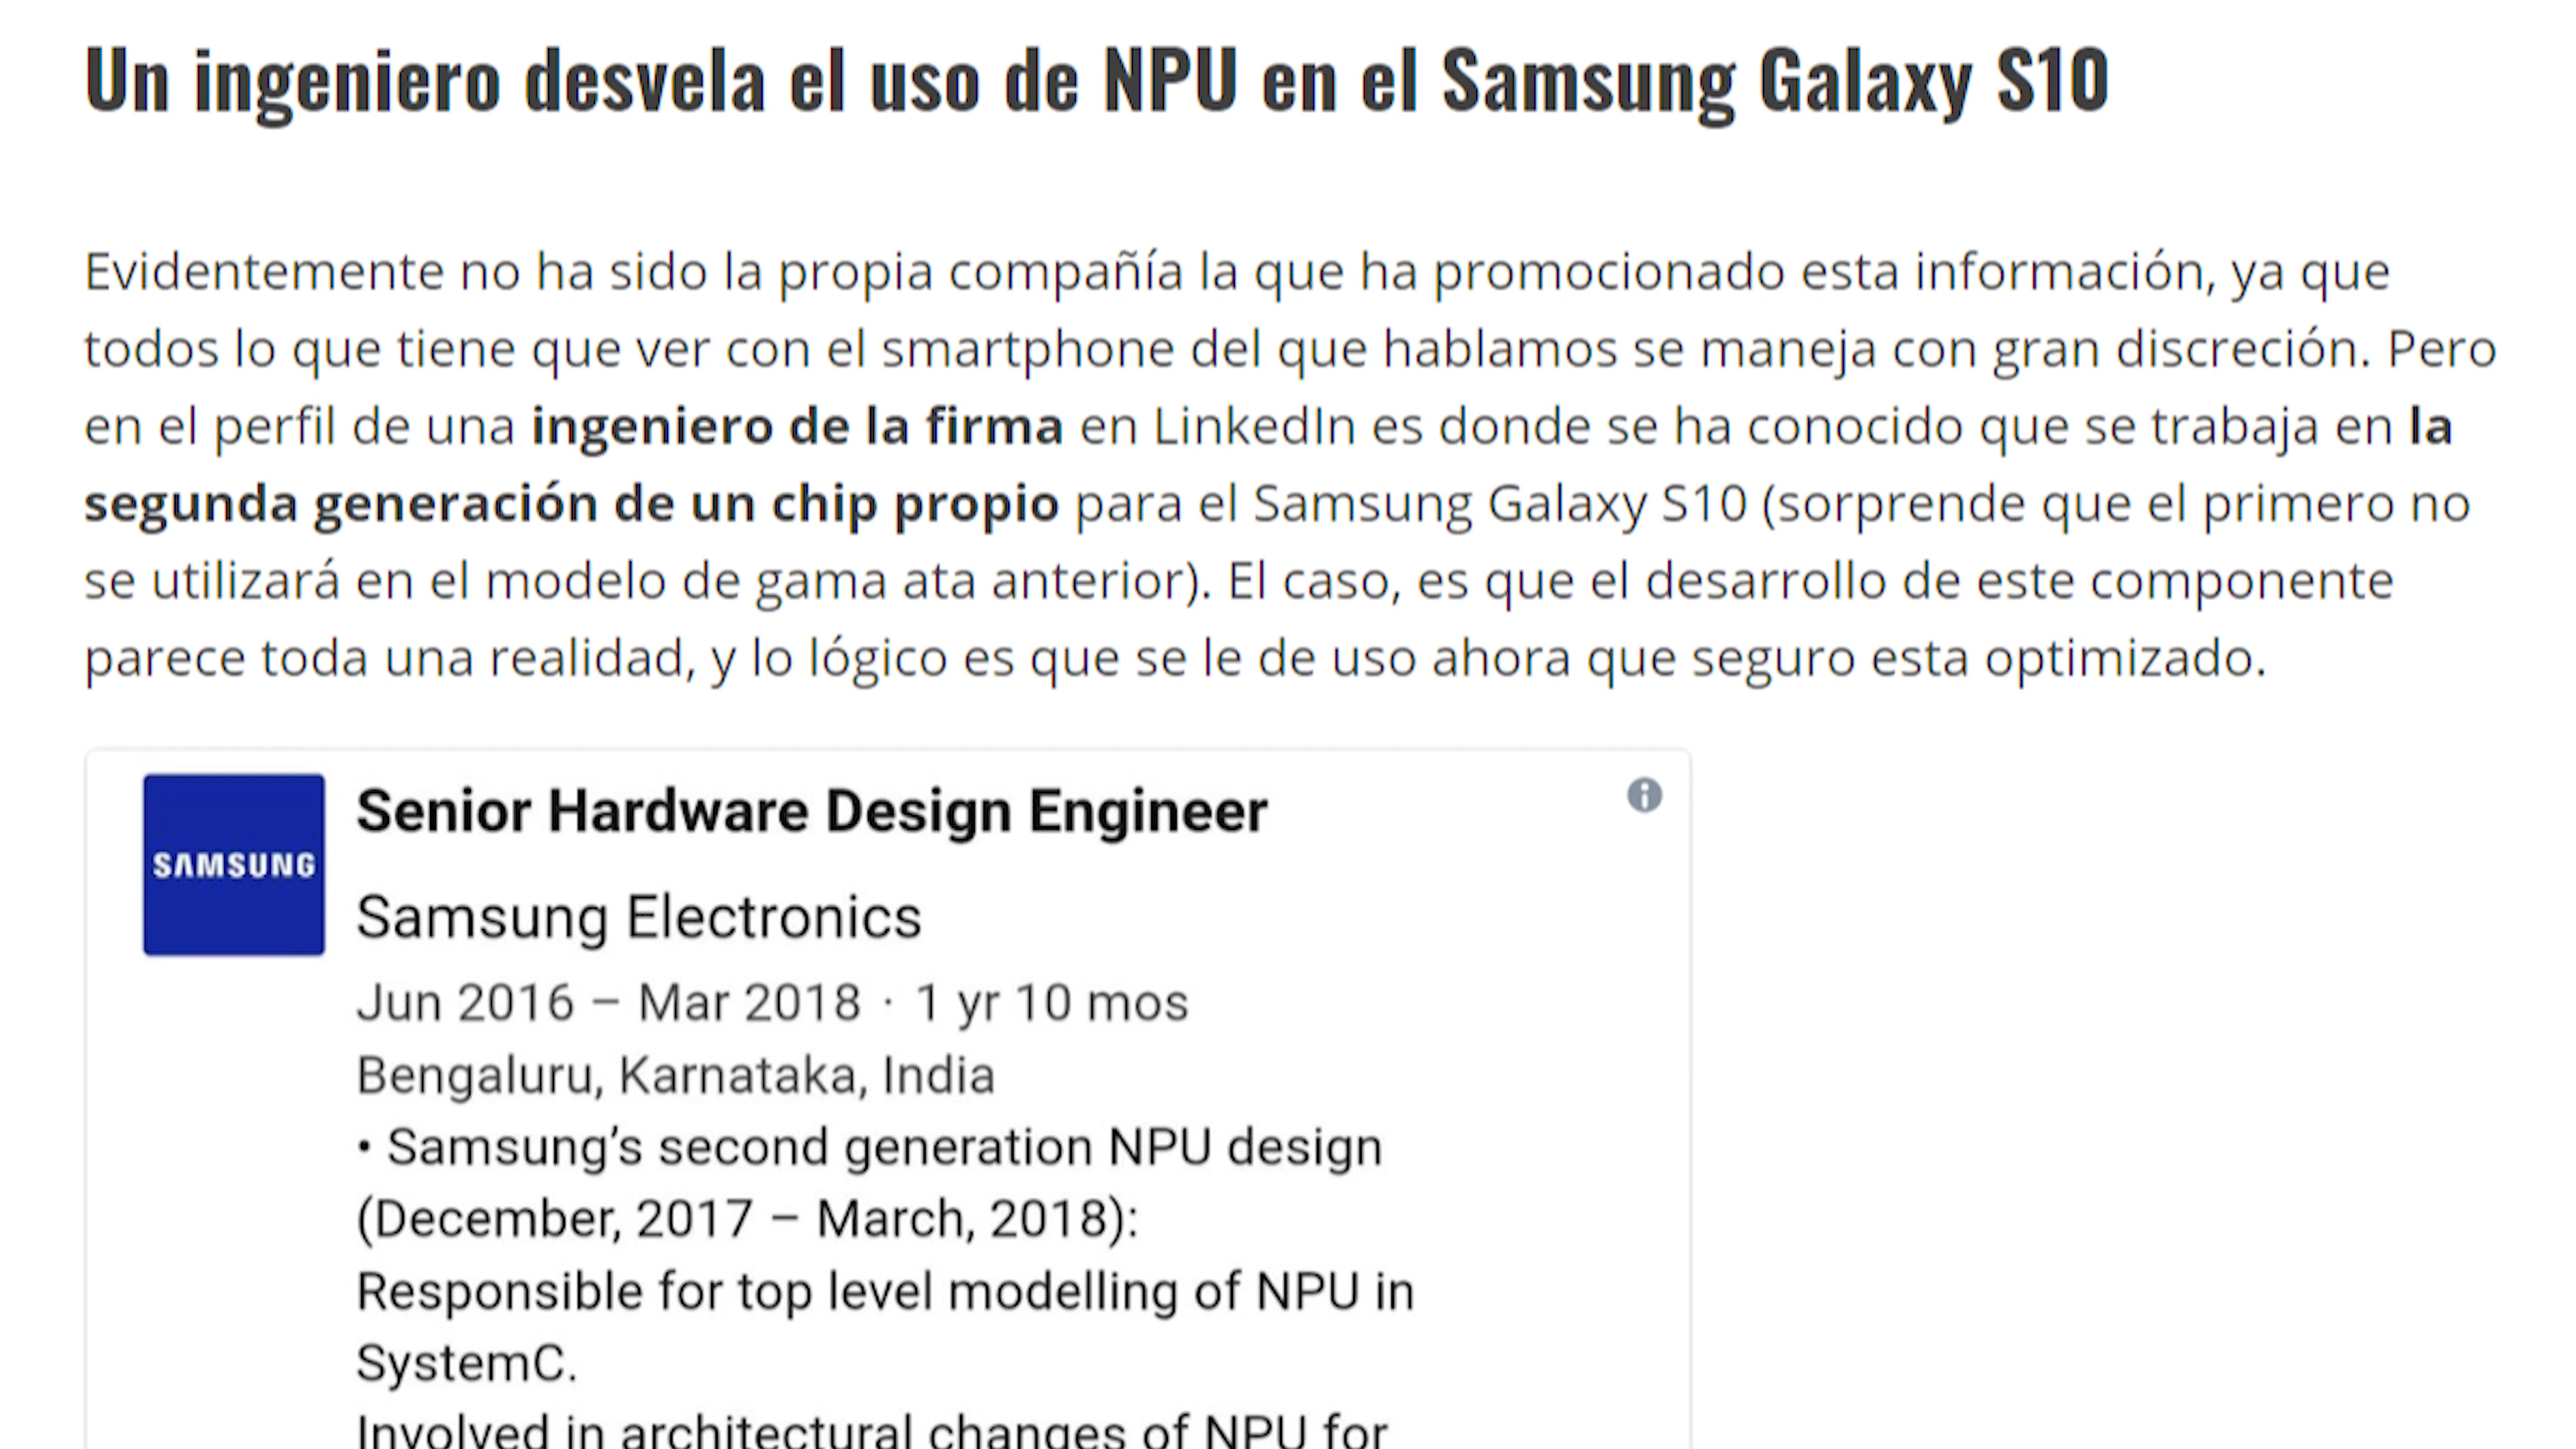 Un ingeniero desvela el uso de NPU en el Samsung Galaxy S10
Evidentemente no ha sido la propia compañía la que ha promocionado esta información, ya que
todos lo que tiene que ver con el smartphone del que hablamos se maneja con gran discreción. Pero
en el perfil de una ingeniero de la firma en LinkedIn es donde se ha conocido que se trabaja en la
segunda generación de un chip propio para el Samsung Galaxy S10 (sorprende que el primero no
se utilizará en el modelo de gama ata anterior). El caso, es que el desarrollo de este componente
parece toda una realidad, y lo lógico es que se le de uso ahora que seguro esta optimizado.
SAMSUNG
Senior Hardware Design Engineer
Samsung Electronics
Jun 2016 – Mar 2018 · 1 yr 10 mos
Bengaluru, Karnataka, India
• Samsung’s second generation NPU design
(December, 2017 – March, 2018):
Responsible for top level modelling of NPU in
SystemC.
Involved in architectural changes of NPU for